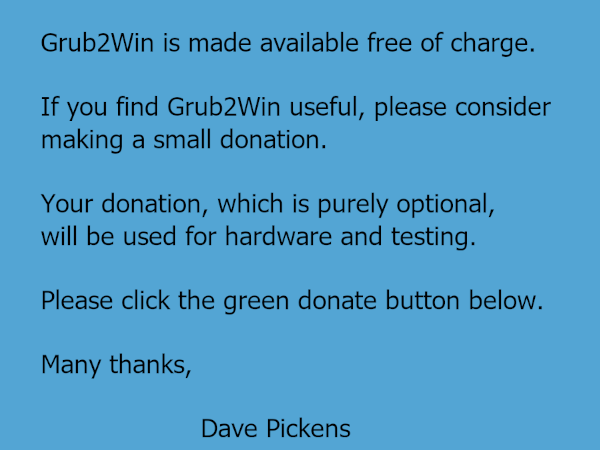 Grub2Win is made available free of charge.
If you find Grub2Win useful, please consider
making a small donation.
Your donation, which is purely optional,
will be used for hardware and testing.
Please click the green donate button below.
Many thanks,
Dave Pickens